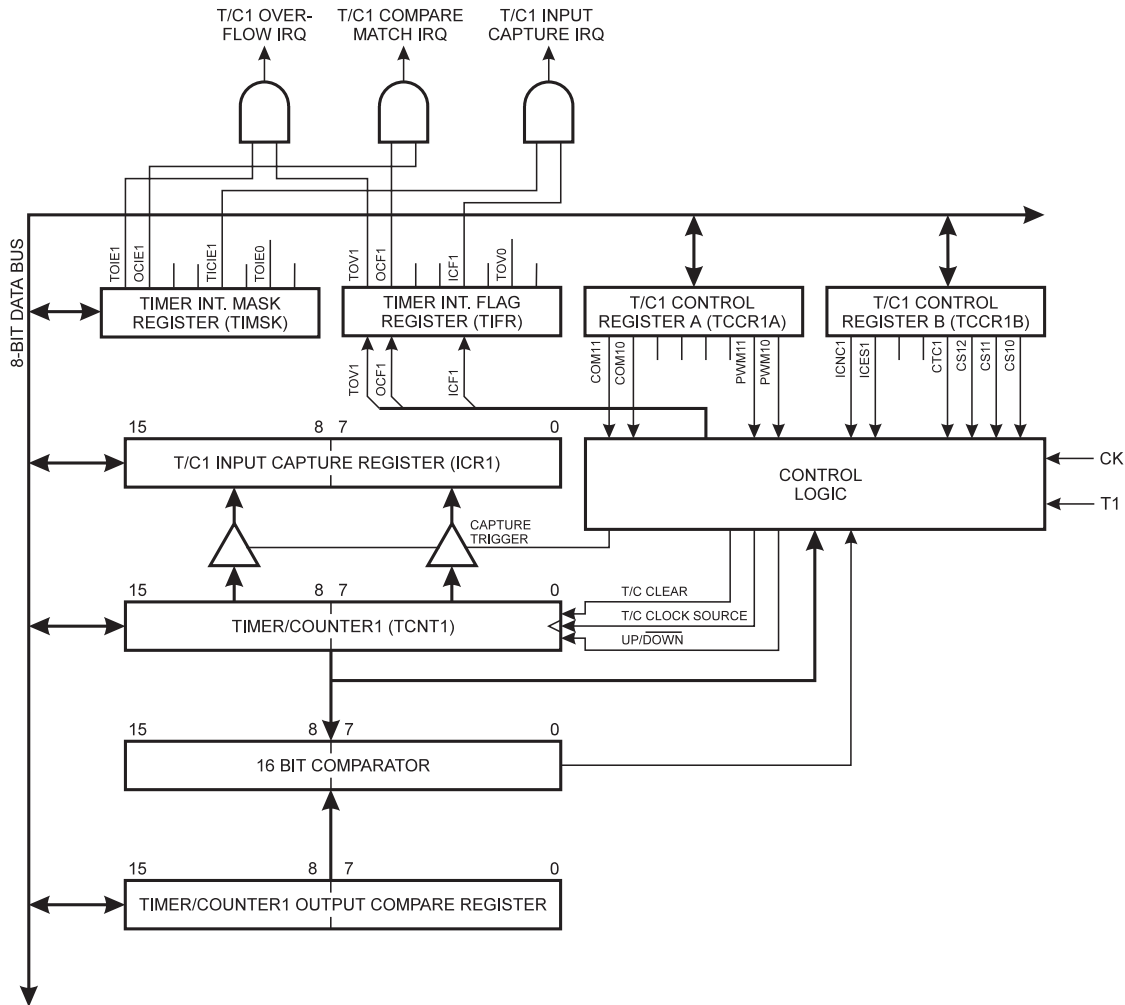 T/C1 OVER-
FLOW IRQ
T/C1 COMPARE
MATCH IRQ
T/C1 INPUT
CAPTURE IRQ
8-BIT DATA BUS
TOIE1
OCIE1
TICIE1
TOIE0
TOV1
OCF1
ICF1
TOV0
TIMER INT. MASK
REGISTER (TIMSK)
TIMER INT. FLAG
REGISTER (TIFR)
T/C1 CONTROL
REGISTER A (TCCR1A)
T/C1 CONTROL
REGISTER B (TCCR1B)
TOV1
OCF1
ICF1
COM11
COM10
PWM11
PWM10
ICNC1
ICES1
CTC1
CS12
CS11
CS10
15 8 7 0
T/C1 INPUT CAPTURE REGISTER (ICR1)
CONTROL
LOGIC
CK
T1
CAPTURE
TRIGGER
15 8 7 0
TIMER/COUNTER1 (TCNT1)
T/C CLEAR
T/C CLOCK SOURCE
UP/DOWN
15 8 7 0
16 BIT COMPARATOR
15 8 7 0
TIMER/COUNTER1 OUTPUT COMPARE REGISTER